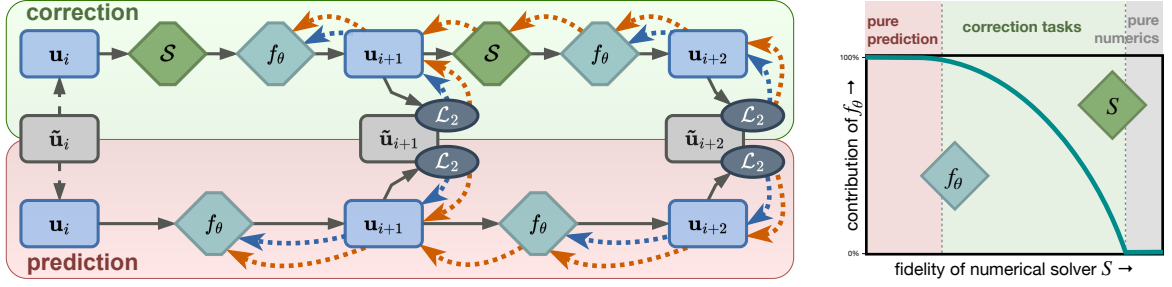 correction
u_i
S
f_θ
u_{i+1}
S
f_θ
u_{i+2}
L_2
L_2
ũ_i
ũ_{i+1}
ũ_{i+2}
L_2
L_2
u_i
f_θ
u_{i+1}
f_θ
u_{i+2}
prediction
pure
prediction
correction tasks
pure
numerics
100%
contribution of f_θ →
S
f_θ
0%
fidelity of numerical solver S →